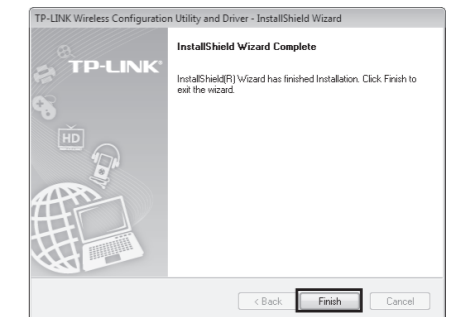 TP-LINK Wireless Configuration Utility and Driver - InstallShield Wizard
InstallShield Wizard Complete
TP-LINK®
InstallShield(R) Wizard has finished Installation. Click Finish to
exit the wizard.
HD
< Back
Finish
Cancel